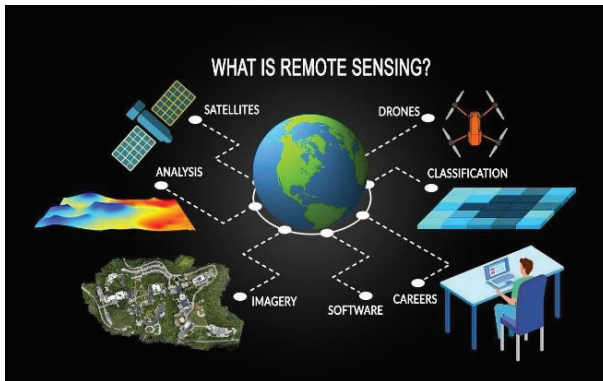 WHAT IS REMOTE SENSING?
SATELLITES
DRONES
ANALYSIS
CLASSIFICATION
IMAGERY
SOFTWARE
CAREERS